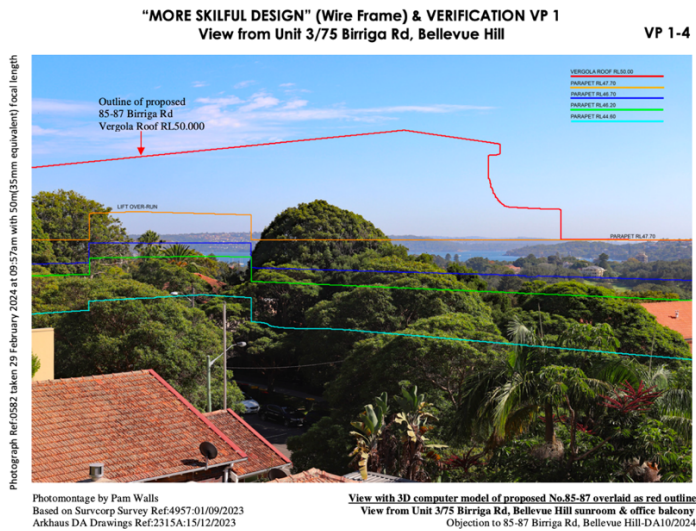 "MORE SKILFUL DESIGN" (Wire Frame) & VERIFICATION VP 1
View from Unit 3/75 Birriga Rd, Bellevue Hill
VP 1-4
Photograph Ref:0582 taken 29 February 2024 at 09:57am with 50m(35mm equivalent) focal length
VERGOLA ROOF RL50.00
PARAPET RL47.70
PARAPET RL46.70
PARAPET RL46.20
PARAPET RL44.60
Outline of proposed
85-87 Birriga Rd
Vergola Roof RL50.000
LIFT OVER-RUN
PARAPET RL47.70
Photomontage by Pam Walls
Based on Survcorp Survey Ref:4957:01/09/2023
Arkhaus DA Drawings Ref:2315A:15/12/2023
View with 3D computer model of proposed No.85-87 overlaid as red outline
View from Unit 3/75 Birriga Rd, Bellevue Hill sunroom & office balcony
Objection to 85-87 Birriga Rd, Bellevue Hill-DA10/2024